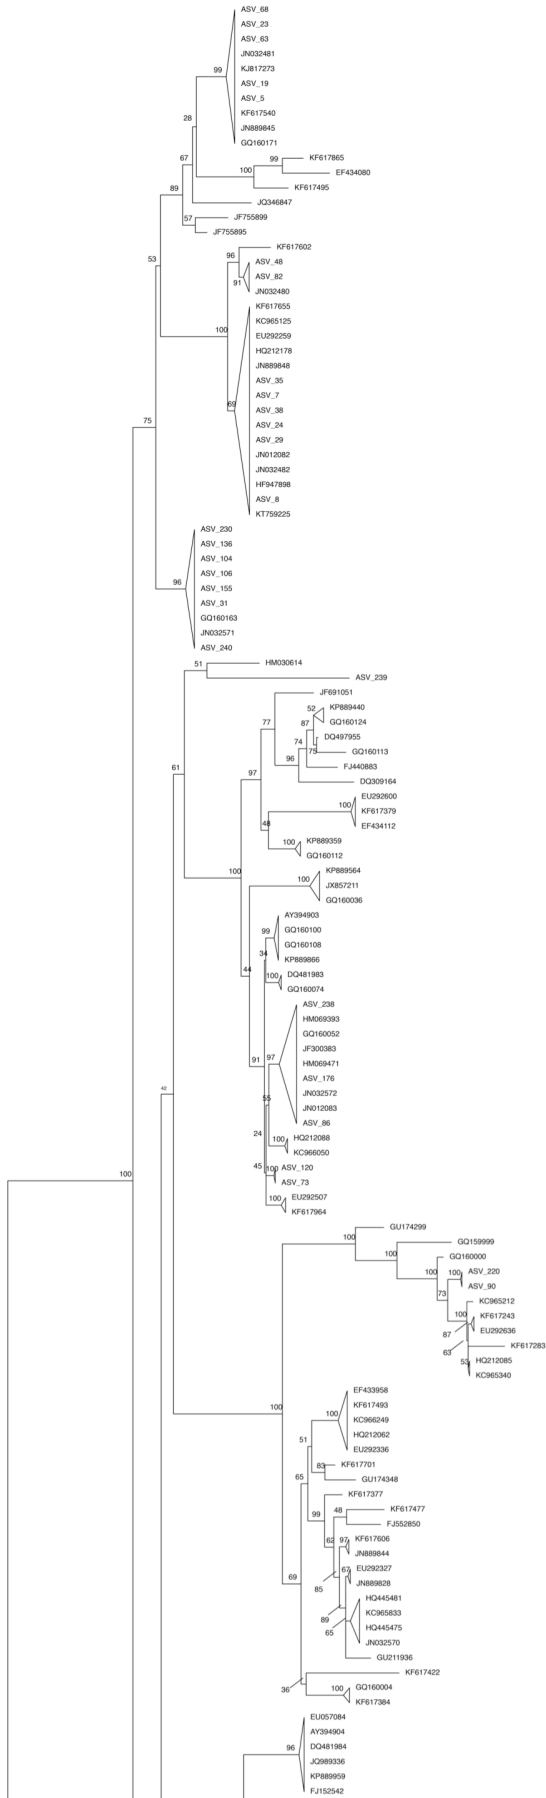 ASV_68
ASV_23
ASV_63
JN032481
99
KJ817273
ASV_19
ASV_5
KF617540
28
JN889845
GQ160171
67
99
KF617865
100
EF434080
89
KF617495
JQ346847
57
JF755899
JF755895
53
96
KF617602
ASV_48
91
ASV_82
JN032480
KF617655
KC965125
100
EU292259
HQ212178
JN889848
ASV_35
ASV_7
69
ASV_38
75
ASV_24
ASV_29
JN012082
JN032482
HF947898
ASV_8
KT759225
ASV_230
ASV_136
ASV_104
ASV_106
96
ASV_155
ASV_31
GQ160163
JN032571
ASV_240
51
HM030614
ASV_239
JF691051
52
KP889440
77
87
GQ160124
DQ497955
74
75
GQ160113
96
FJ440883
61
97
DQ309164
EU292600
100
KF617379
48
EF434112
100
KP889359
GQ160112
100
KP889564
100
JX857211
GQ160036
AY394903
99
GQ160100
GQ160108
34
KP889866
44
100
DQ481983
GQ160074
ASV_238
HM069393
GQ160052
JF300383
91
97
HM069471
ASV_176
42
JN032572
55
JN012083
ASV_86
24
100
HQ212088
KC966050
45
100
ASV_120
100
ASV_73
100
EU292507
KF617964
GU174299
100
GQ159999
100
GQ160000
100
100
ASV_220
ASV_90
73
KC965212
100
KF617243
87
EU292636
63
KF617283
53
HQ212085
KC965340
EF433958
KF617493
100
100
KC966249
HQ212062
51
EU292336
83
KF617701
65
GU174348
KF617377
99
48
KF617477
FJ552850
62
97
KF617606
JN889844
67
EU292327
69
85
JN889828
HQ445481
89
KC965833
65
HQ445475
JN032570
GU211936
KF617422
36
100
GQ160004
KF617384
EU057084
AY394904
96
DQ481984
JQ989336
KP889959
FJ152542